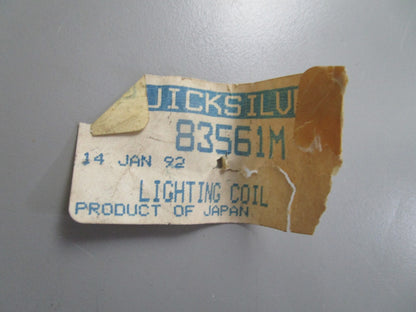 UICKSILV
83561M
14 JAN 92
LIGHTING COIL
PRODUCT OF JAPAN